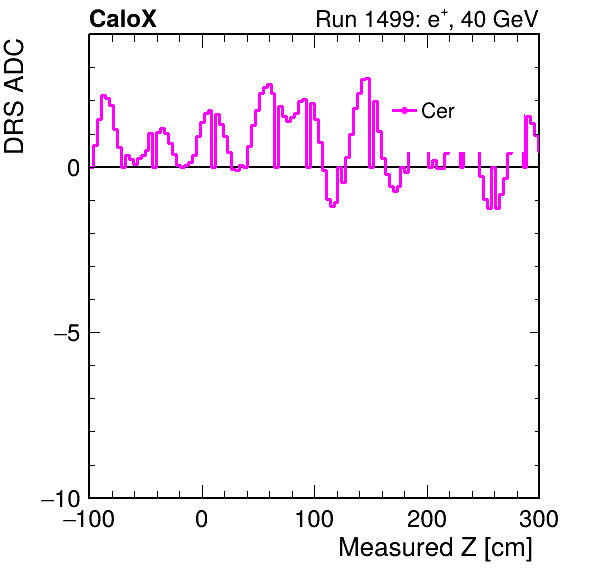 CaloX Run 1499: e⁺, 40 GeV
DRS ADC
Cer
0
−5
−10
−100 0 100 200 300
Measured Z [cm]